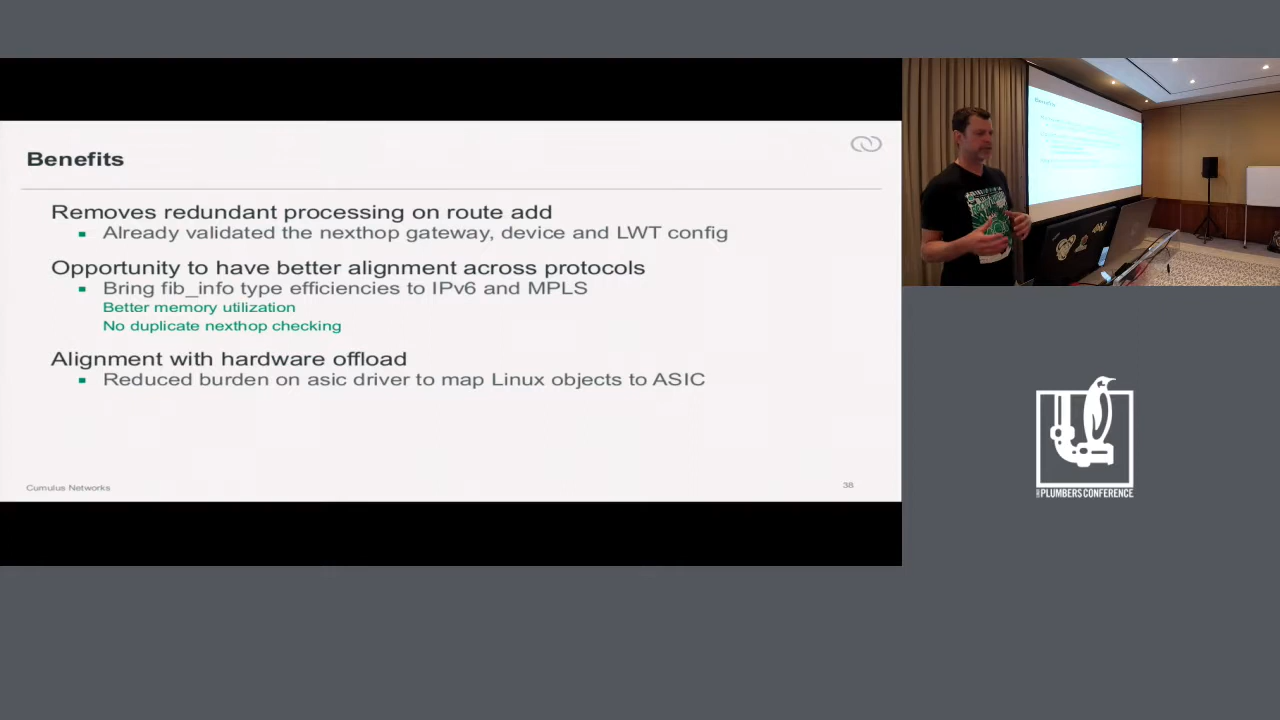 Benefits
Removes redundant processing on route add
Already validated the nexthop gateway, device and LWT config
Opportunity to have better alignment across protocols
Bring fib_info type efficiencies to IPv6 and MPLS
Better memory utilization
No duplicate nexthop checking
Alignment with hardware offload
Reduced burden on asic driver to map Linux objects to ASIC
Cumulus Networks
38
PLUMBERS CONFERENCE